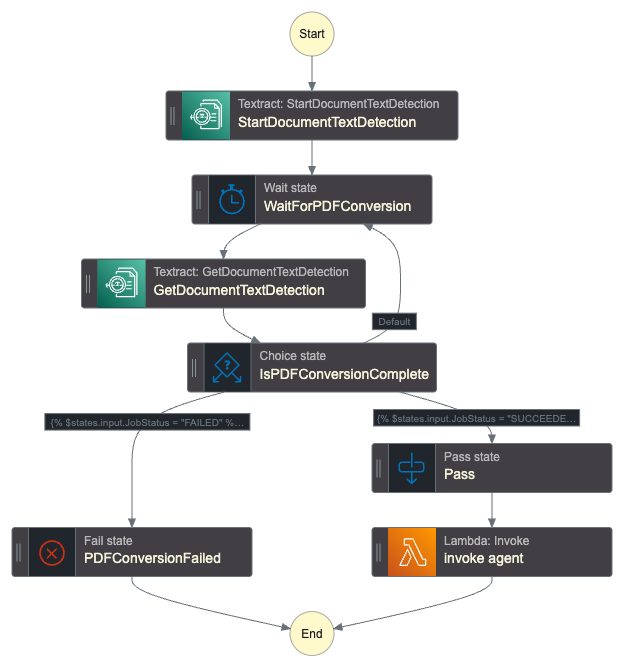 Start
Textract: StartDocumentTextDetection
StartDocumentTextDetection
Wait state
WaitForPDFConversion
Textract: GetDocumentTextDetection
GetDocumentTextDetection
Default
Choice state
IsPDFConversionComplete
{% $states.input.JobStatus = "FAILED" %...
{% $states.input.JobStatus = "SUCCEEDE...
Pass state
Pass
Fail state
PDFConversionFailed
Lambda: Invoke
invoke agent
End